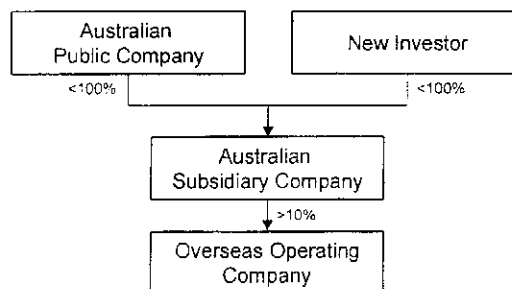 Australian
Public Company
New Investor
<100%
<100%
Australian
Subsidiary Company
>10%
Overseas Operating
Company